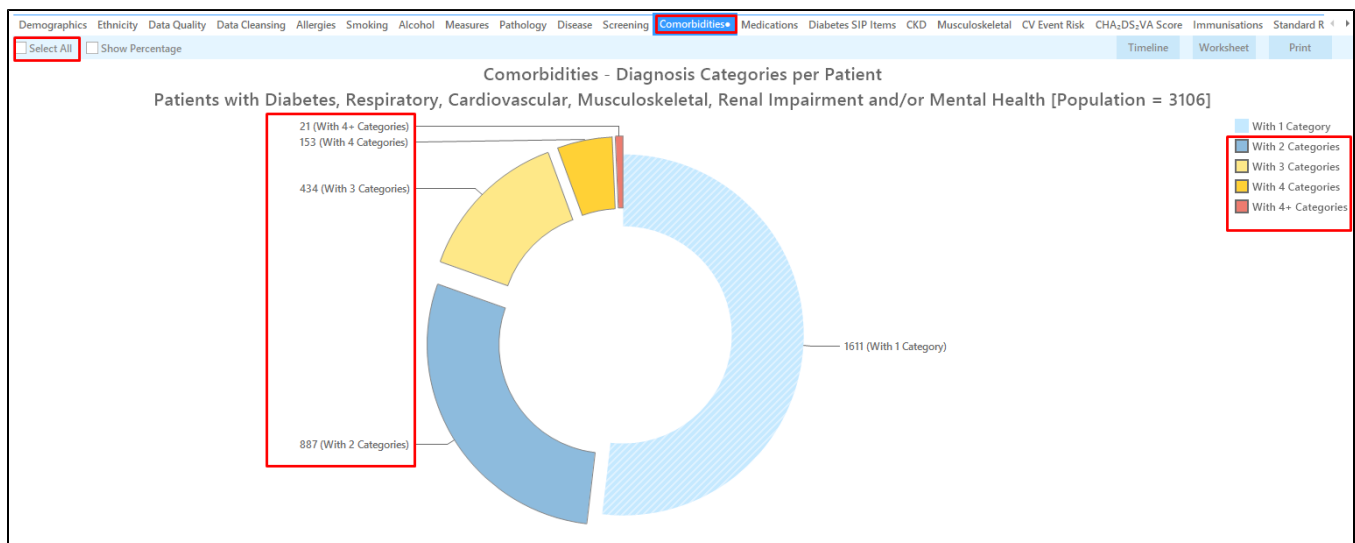 Demographics Ethnicity Data Quality Data Cleansing Allergies Smoking Alcohol Measures Pathology Disease Screening Comorbidities• Medications Diabetes SIP Items CKD Musculoskeletal CV Event Risk CHA₂DS₂VA Score Immunisations Standard R
Select All Show Percentage Timeline Worksheet Print
Comorbidities - Diagnosis Categories per Patient
Patients with Diabetes, Respiratory, Cardiovascular, Musculoskeletal, Renal Impairment and/or Mental Health [Population = 3106]
21 (With 4+ Categories)
153 (With 4 Categories)
434 (With 3 Categories)
887 (With 2 Categories)
1611 (With 1 Category)
With 1 Category
With 2 Categories
With 3 Categories
With 4 Categories
With 4+ Categories